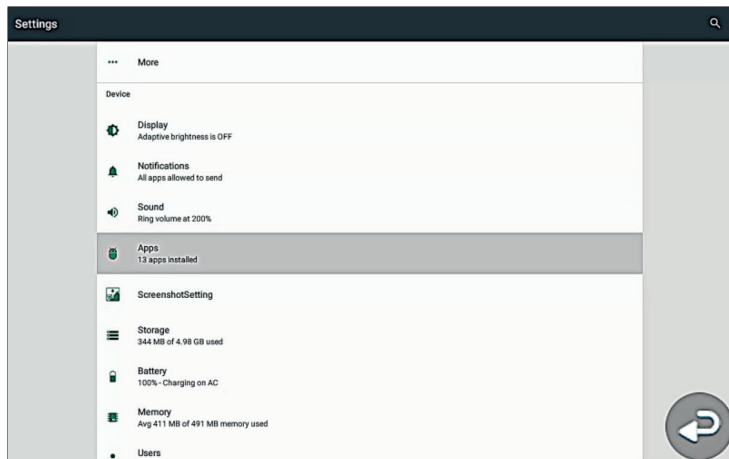 Settings
More
Device
Display
Adaptive brightness is OFF
Notifications
All apps allowed to send
Sound
Ring volume at 200%
Apps
13 apps installed
ScreenshotSetting
Storage
344 MB of 4.98 GB used
Battery
100% - Charging on AC
Memory
Avg 411 MB of 491 MB memory used
Users